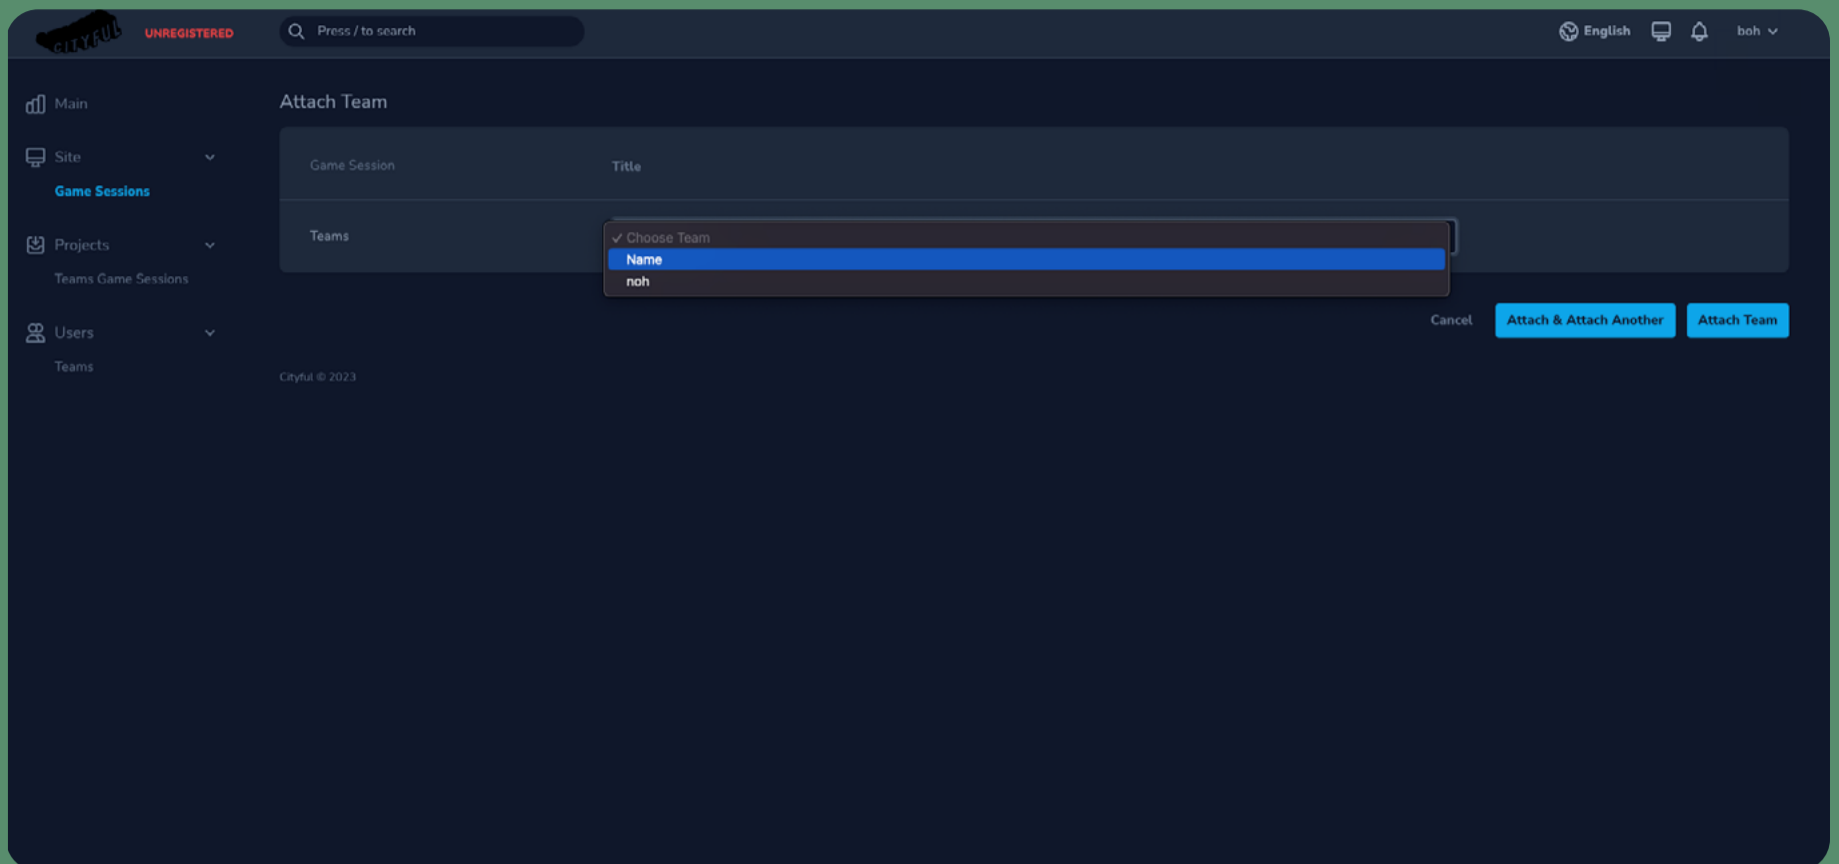 CITYFUL
UNREGISTERED
Press / to search
English
boh
Main
Site
Game Sessions
Projects
Teams Game Sessions
Users
Teams
Attach Team
Game Session
Title
Teams
✓ Choose Team
Name
noh
Cancel
Attach & Attach Another
Attach Team
Cityful © 2023